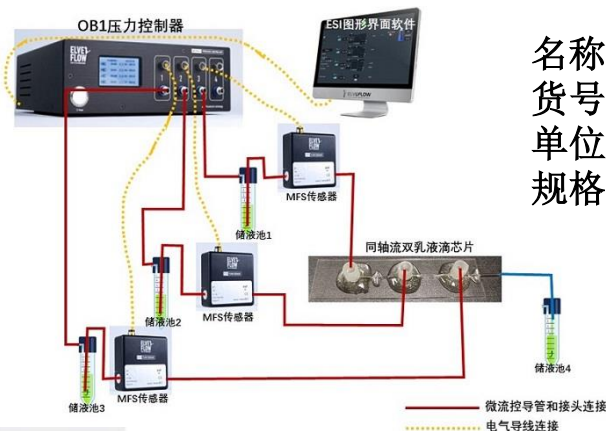 OB1压力控制器
ESI图形界面软件
名称
货号
单位
规格
ELVEFLOW
ELVEFLOW
MFS传感器
储液池1
同轴流双乳液滴芯片
储液池2
MFS传感器
储液池4
储液池3
MFS传感器
微流控导管和接头连接
电气导线连接